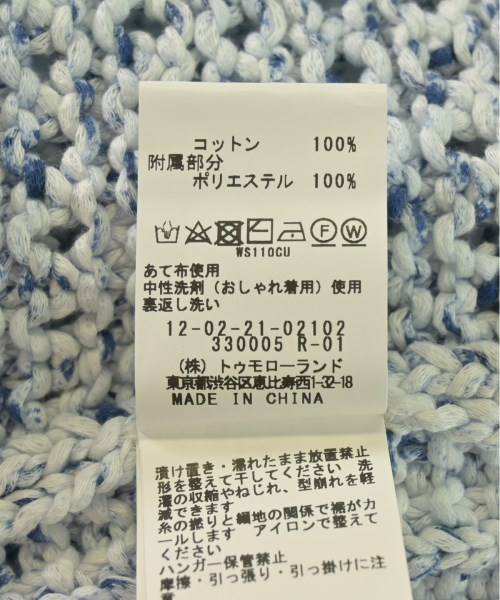 コットン 100%
附属部分
ポリエステル 100%
WS110CU
あて布使用
中性洗剤（おしゃれ着用）使用
裏返し洗い
12-02-21-02102
330005 R-01
（株）トゥモローランド
東京都渋谷区恵比寿西1-32-18
MADE IN CHINA
漬け置き・濡れたまま放置禁止
形を整えて干してください 洗
濯の収縮やねじれ、型崩れを軽
減できます
糸の撚りと編地の関係で裾がカ
ールします アイロンで整えて
ください
ハンガー保管禁止
摩擦・引っ張り・引っ掛けに注
意